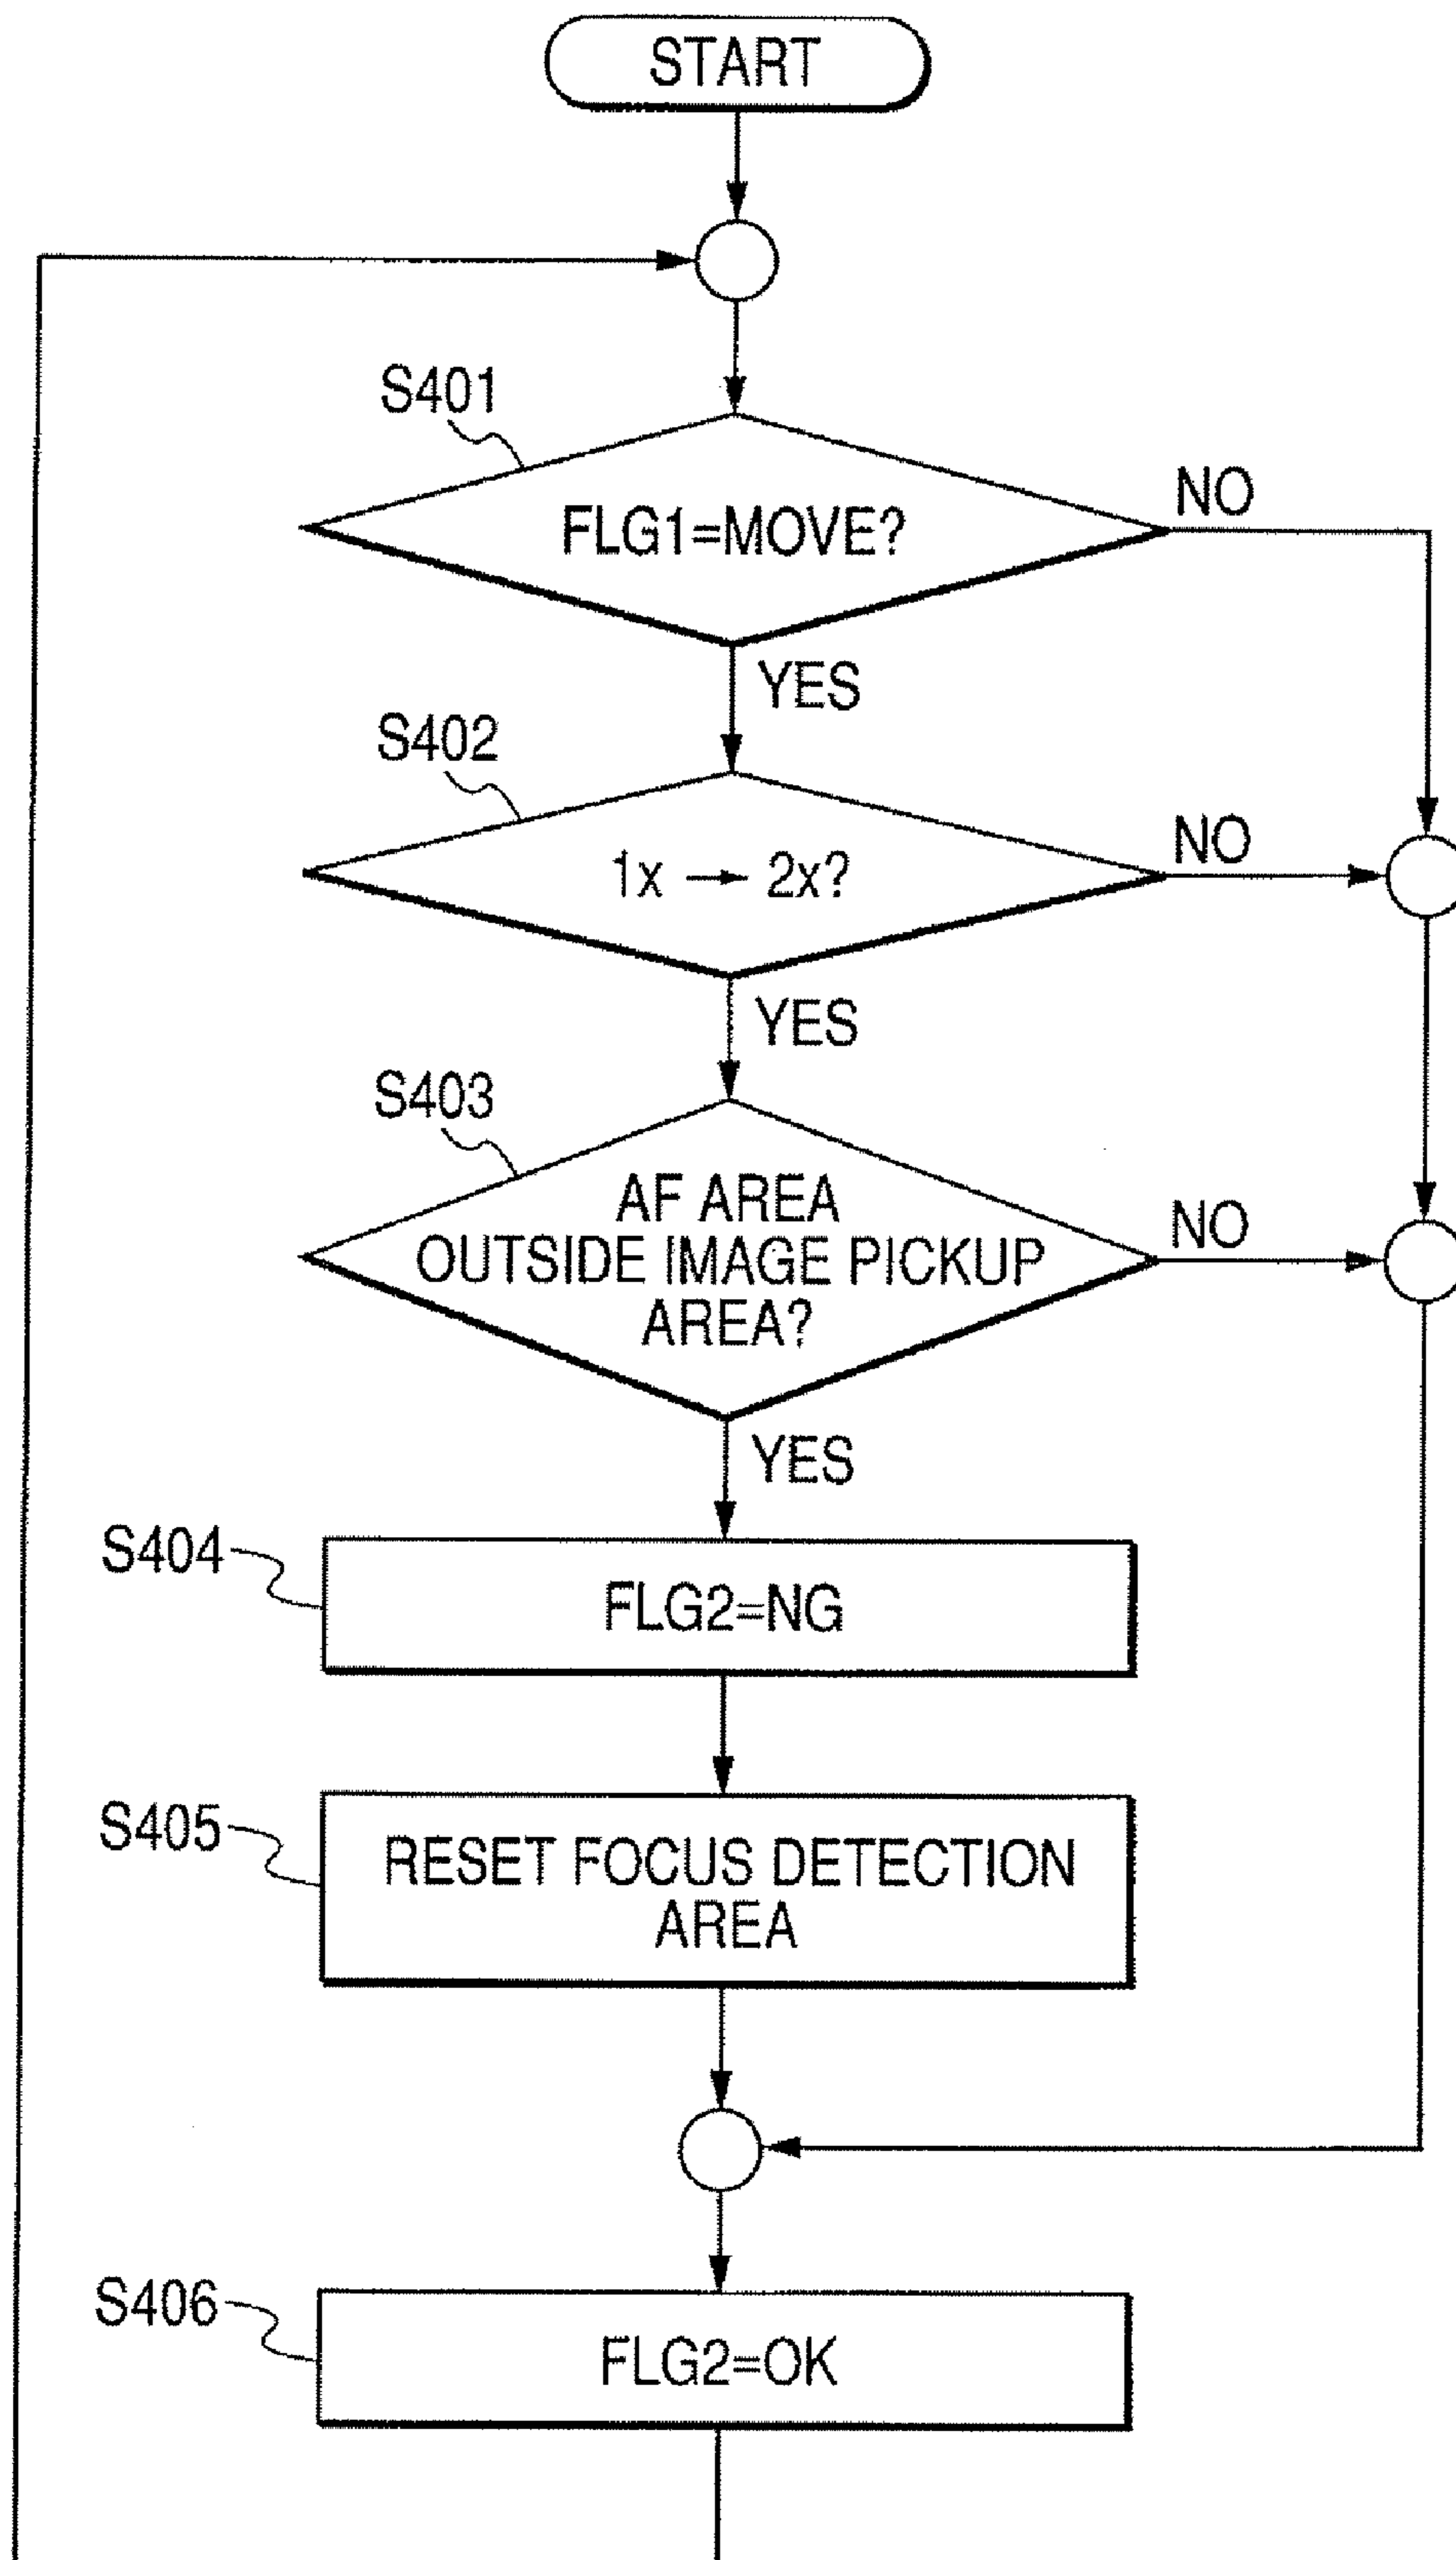 START
S401
FLG1=MOVE?
NO
YES
S402
1x → 2x?
NO
YES
S403
AF AREA
OUTSIDE IMAGE PICKUP
AREA?
NO
YES
S404
FLG2=NG
S405
RESET FOCUS DETECTION
AREA
S406
FLG2=OK